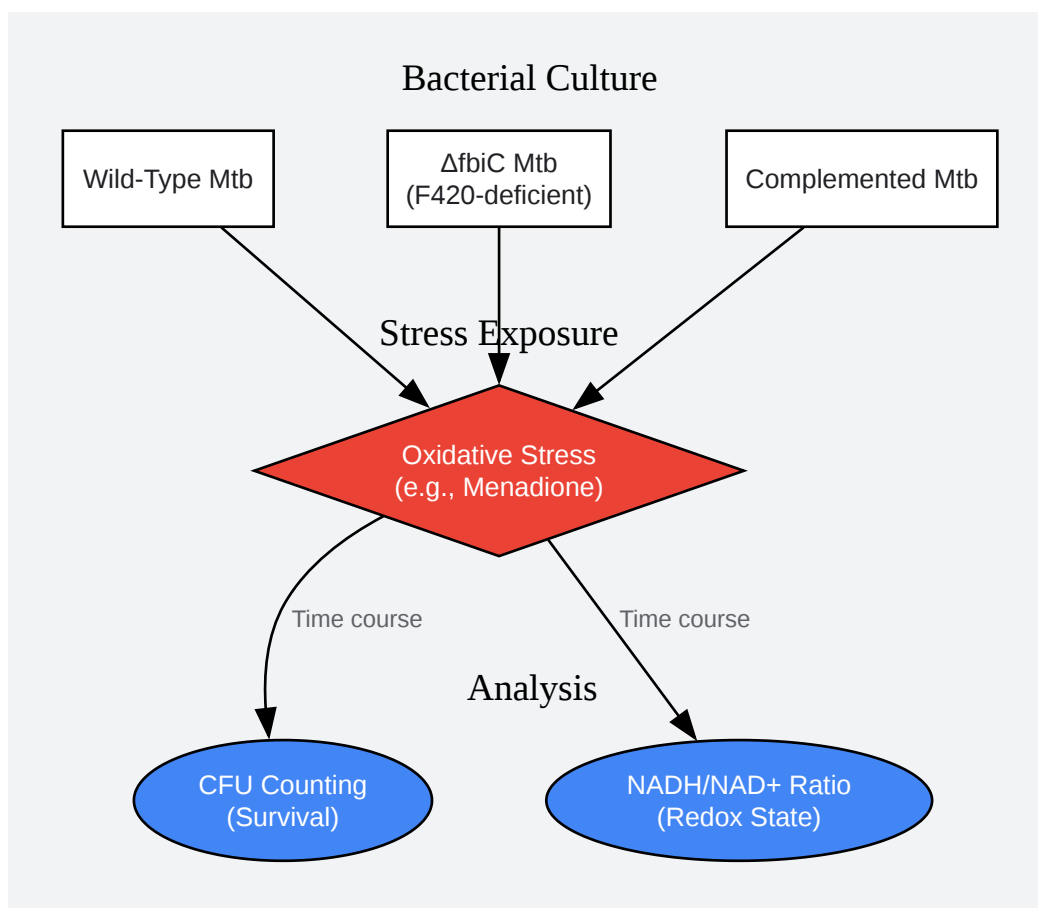 Bacterial Culture
Wild-Type Mtb
ΔfbiC Mtb
(F420-deficient)
Complemented Mtb
Stress Exposure
Oxidative Stress
(e.g., Menadione)
Time course
Time course
Analysis
CFU Counting
(Survival)
NADH/NAD+ Ratio
(Redox State)